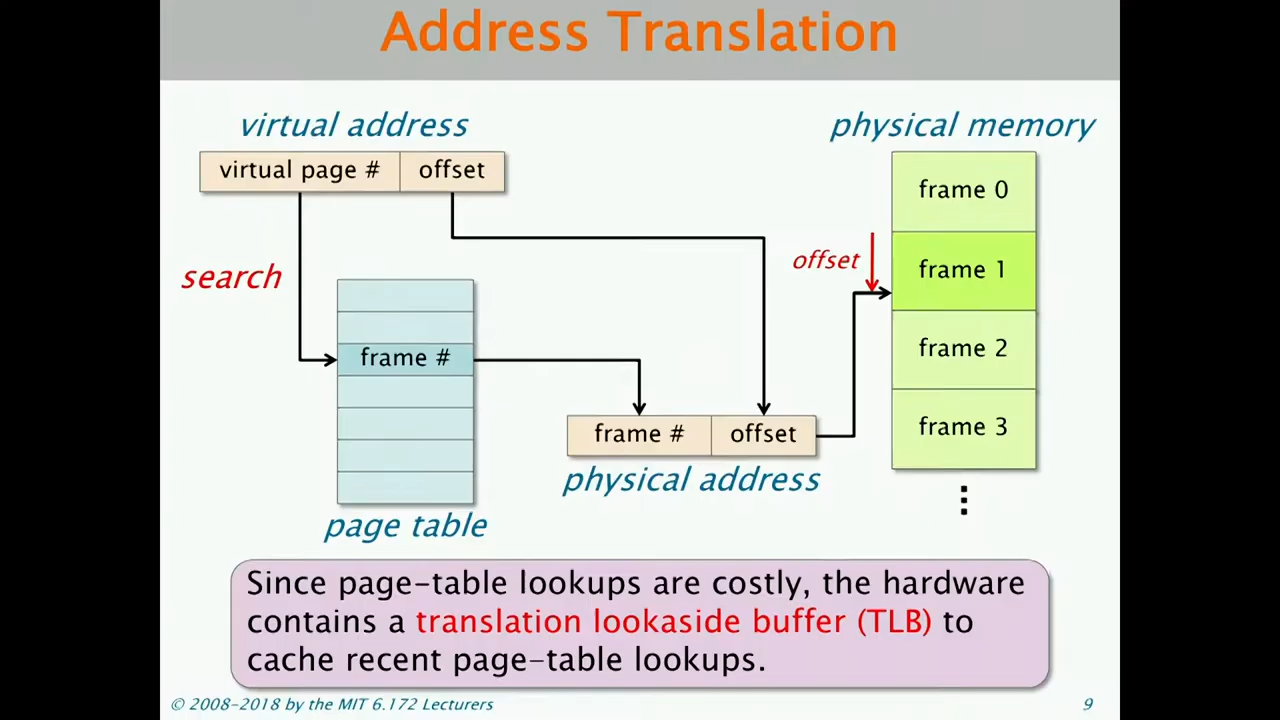 Address Translation
virtual address
physical memory
virtual page #
offset
frame 0
search
offset
frame 1
frame #
frame 2
frame #
offset
frame 3
physical address
page table
Since page-table lookups are costly, the hardware
contains a translation lookaside buffer (TLB) to
cache recent page-table lookups.
© 2008-2018 by the MIT 6.172 Lecturers
9